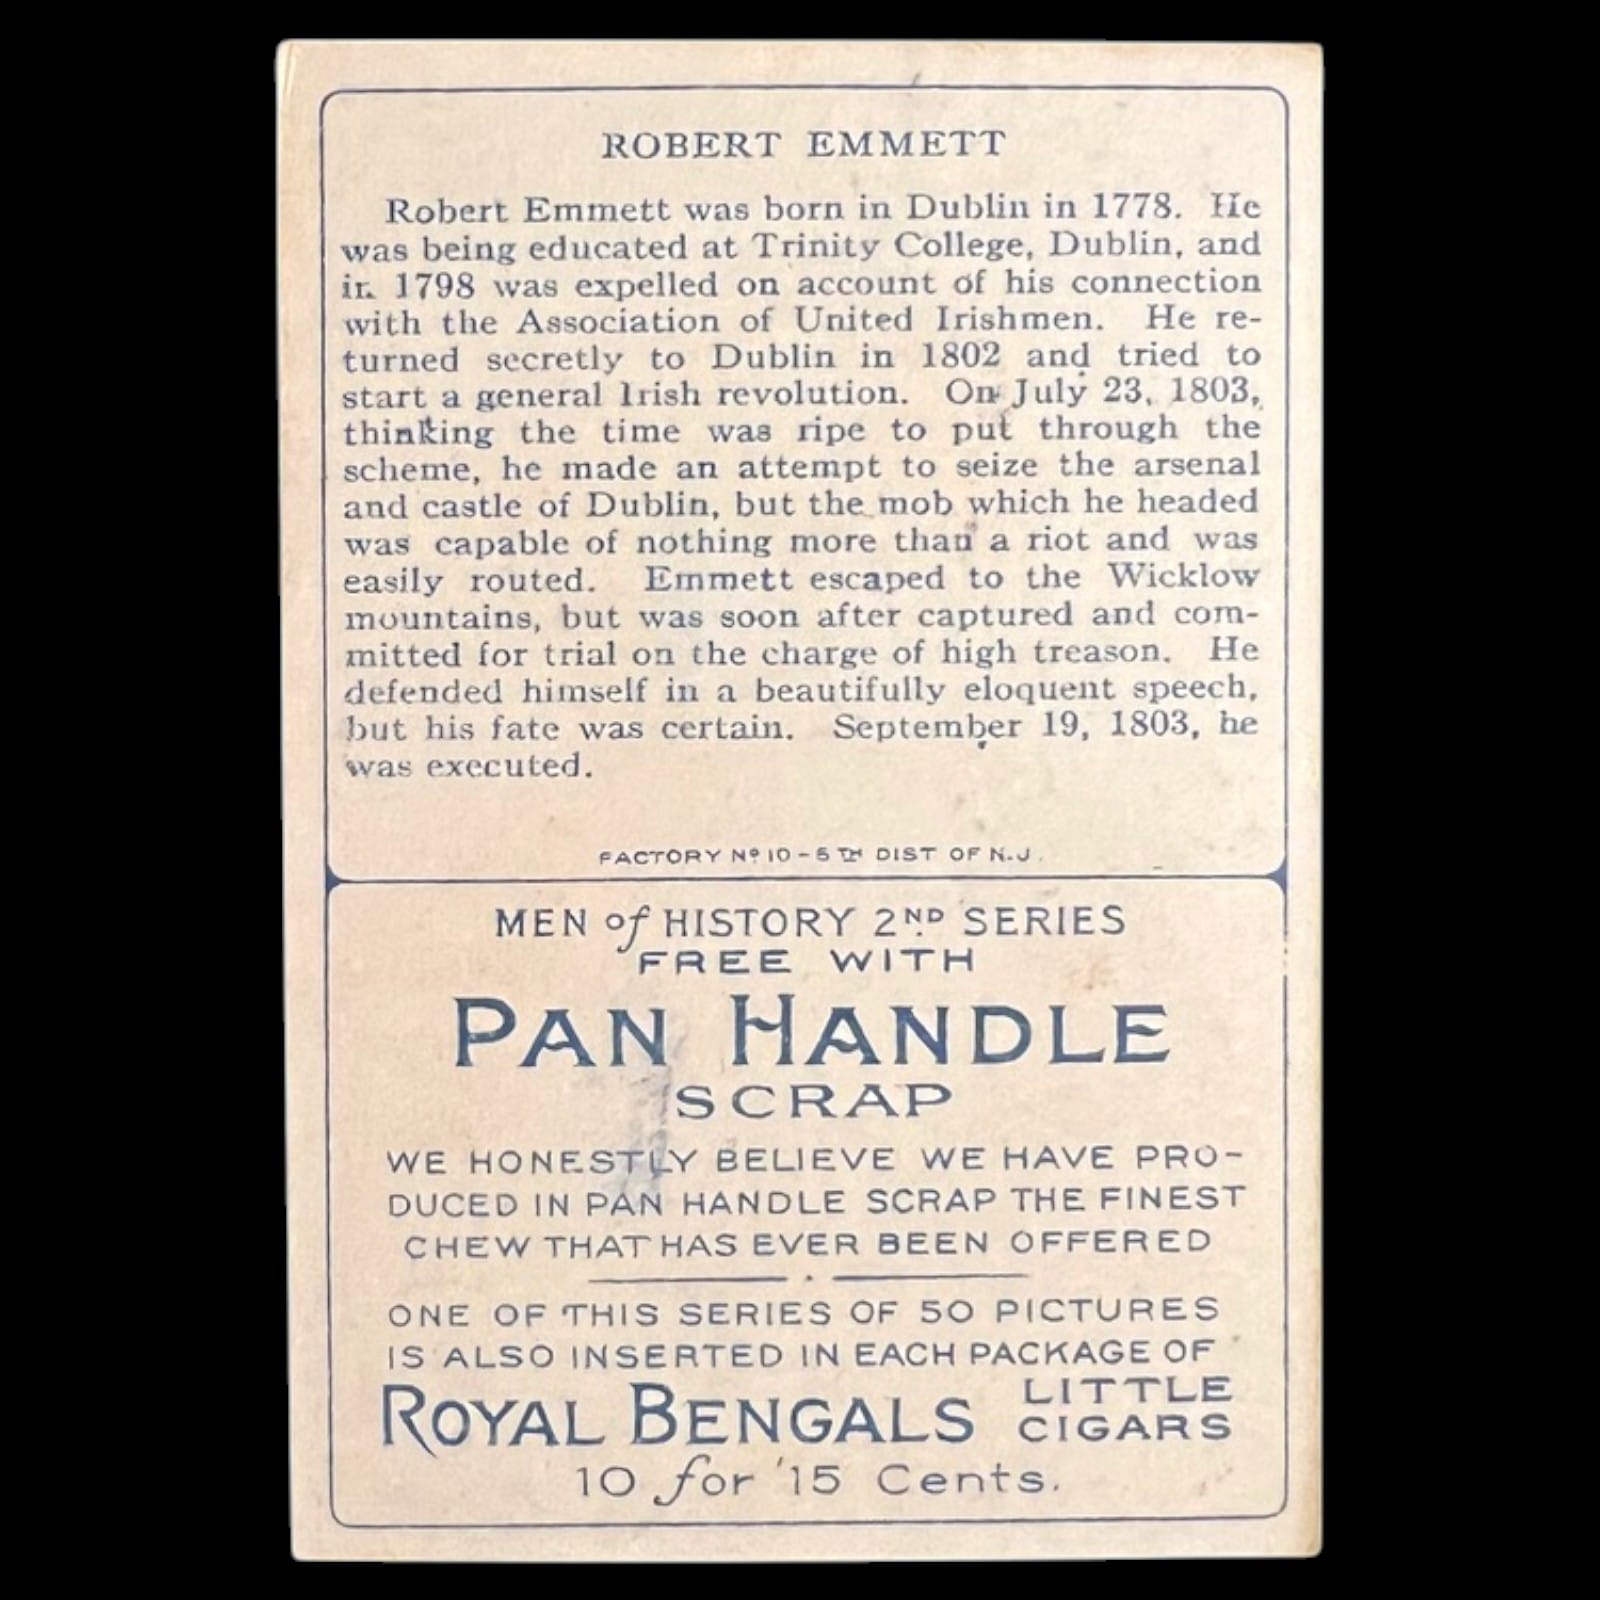 ROBERT EMMETT
Robert Emmett was born in Dublin in 1778. He
was being educated at Trinity College, Dublin, and
in 1798 was expelled on account of his connection
with the Association of United Irishmen. He re-
turned secretly to Dublin in 1802 and tried to
start a general Irish revolution. On July 23, 1803,
thinking the time was ripe to put through the
scheme, he made an attempt to seize the arsenal
and castle of Dublin, but the mob which he headed
was capable of nothing more than a riot and was
easily routed. Emmett escaped to the Wicklow
mountains, but was soon after captured and com-
mitted for trial on the charge of high treason. He
defended himself in a beautifully eloquent speech,
but his fate was certain. September 19, 1803, he
was executed.
FACTORY Nº 10 - 5TH DIST OF N.J.
MEN of HISTORY 2ND SERIES
FREE WITH
PAN HANDLE
SCRAP
WE HONESTLY BELIEVE WE HAVE PRO-
DUCED IN PAN HANDLE SCRAP THE FINEST
CHEW THAT HAS EVER BEEN OFFERED
ONE OF THIS SERIES OF 50 PICTURES
IS ALSO INSERTED IN EACH PACKAGE OF
ROYAL BENGALS LITTLE CIGARS
10 for 15 Cents.